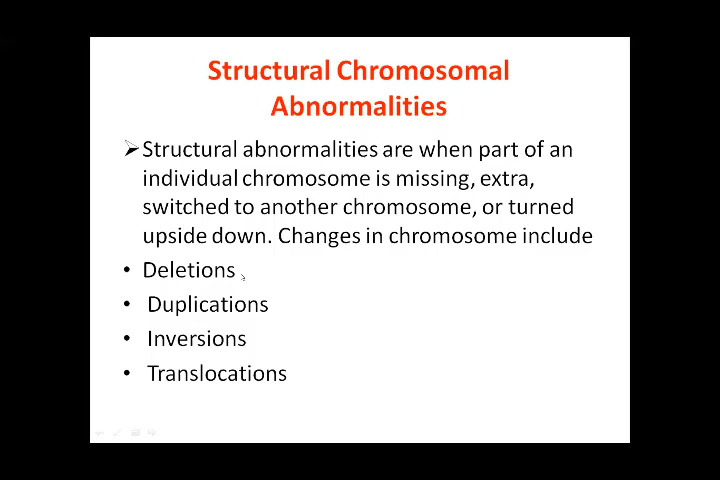 Structural Chromosomal
Abnormalities
➢Structural abnormalities are when part of an
individual chromosome is missing, extra,
switched to another chromosome, or turned
upside down. Changes in chromosome include
• Deletions
• Duplications
• Inversions
• Translocations